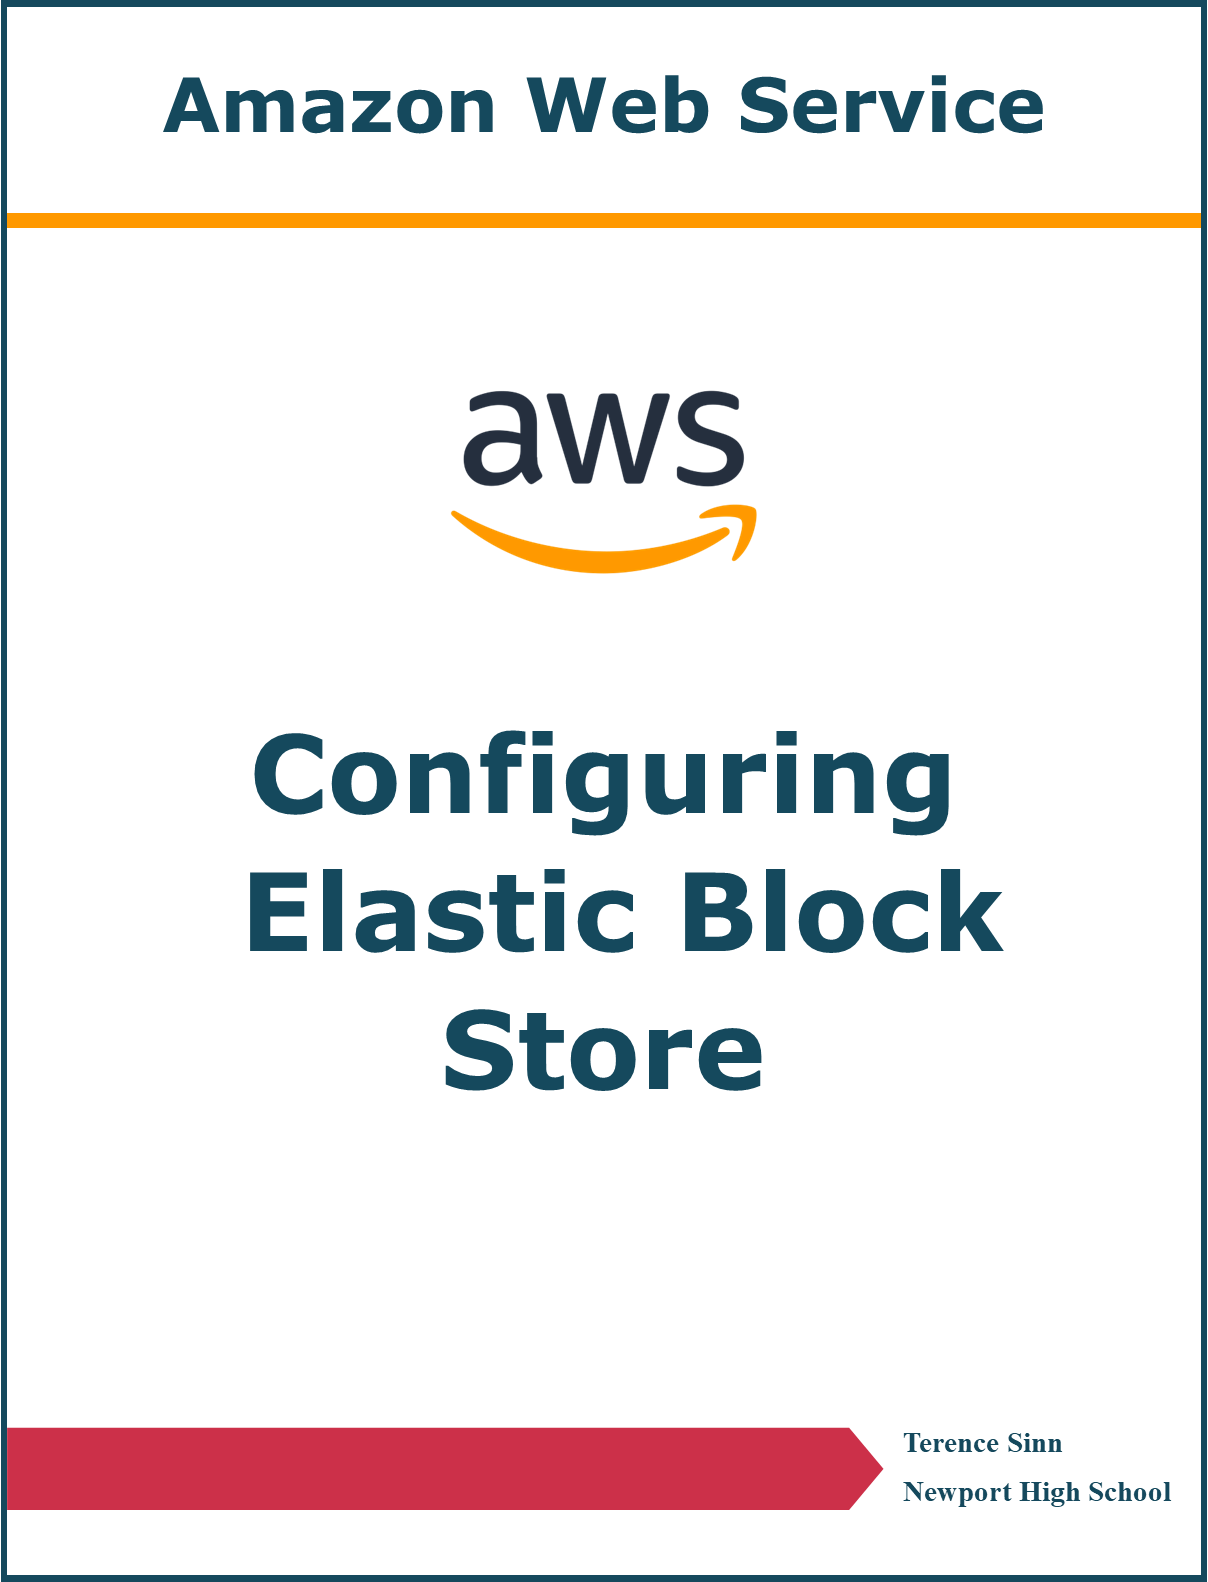 Amazon Web Service
aws
Configuring
Elastic Block
Store
Terence Sinn
Newport High School